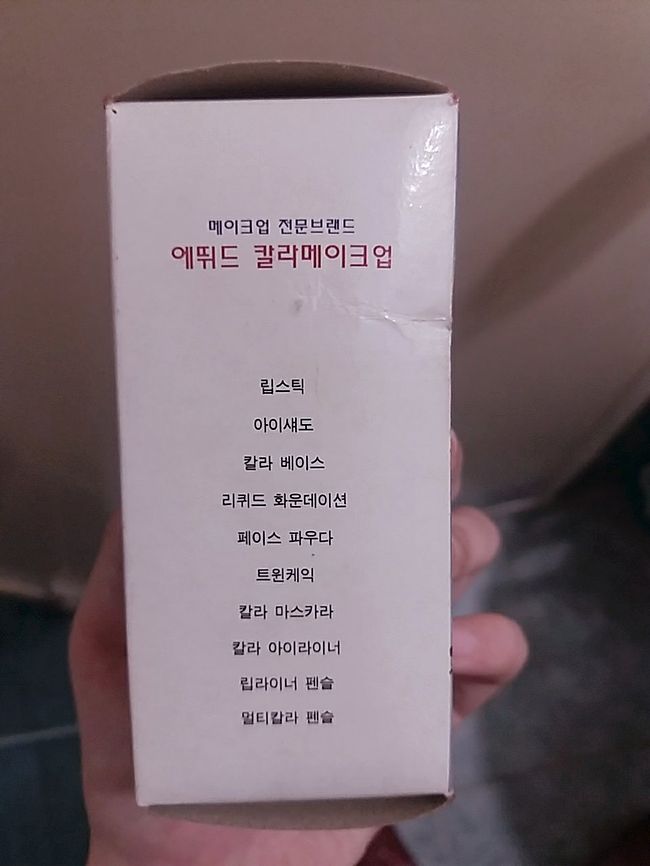 메이크업 전문브랜드
에뛰드 칼라메이크업
립스틱
아이섀도
칼라 베이스
리퀴드 화운데이션
페이스 파우다
트윈케익
칼라 마스카라
칼라 아이라이너
립라이너 펜슬
멀티칼라 펜슬